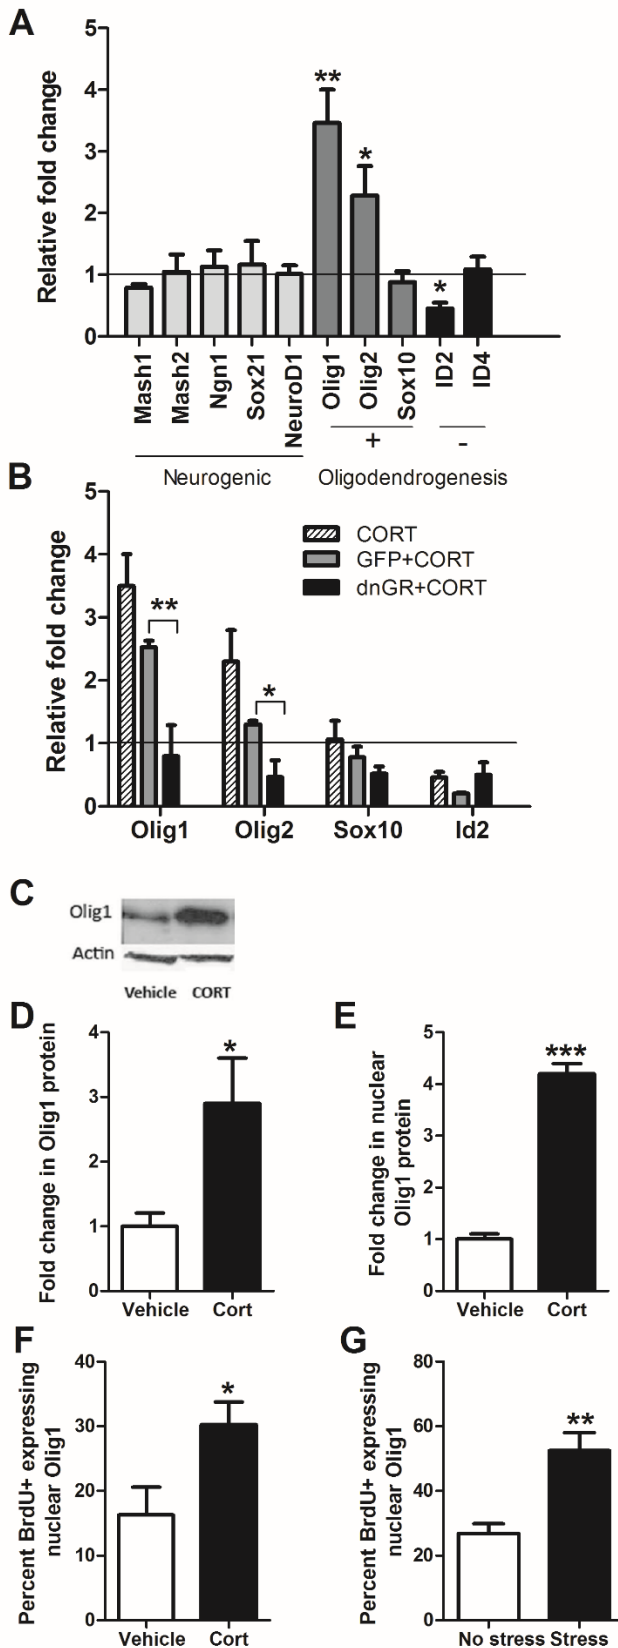 A
Relative fold change
5
4
3
2
1
0
**
*
*
Mash1
Mash2
Ngn1
Sox21
NeuroD1
Olig1
Olig2
Sox10
ID2
ID4
+
-
Neurogenic
Oligodendrogenesis
B
Relative fold change
5
4
3
2
1
0
CORT
GFP+CORT
dnGR+CORT
**
*
Olig1
Olig2
Sox10
Id2
C
Olig1
Actin
Vehicle
CORT
D
Fold change in Olig1 protein
4
3
2
1
0
*
Vehicle
Cort
E
Fold change in nuclear
Olig1 protein
5
4
3
2
1
0
***
Vehicle
Cort
F
Percent BrdU+ expressing
nuclear Olig1
40
30
20
10
0
*
Vehicle
Cort
G
Percent BrdU+ expressing
nuclear Olig1
80
60
40
20
0
**
No stress
Stress